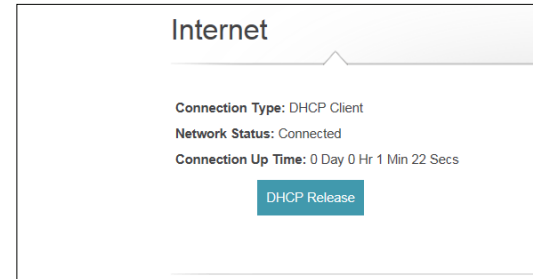 Internet
Connection Type: DHCP Client
Network Status: Connected
Connection Up Time: 0 Day 0 Hr 1 Min 22 Secs
DHCP Release